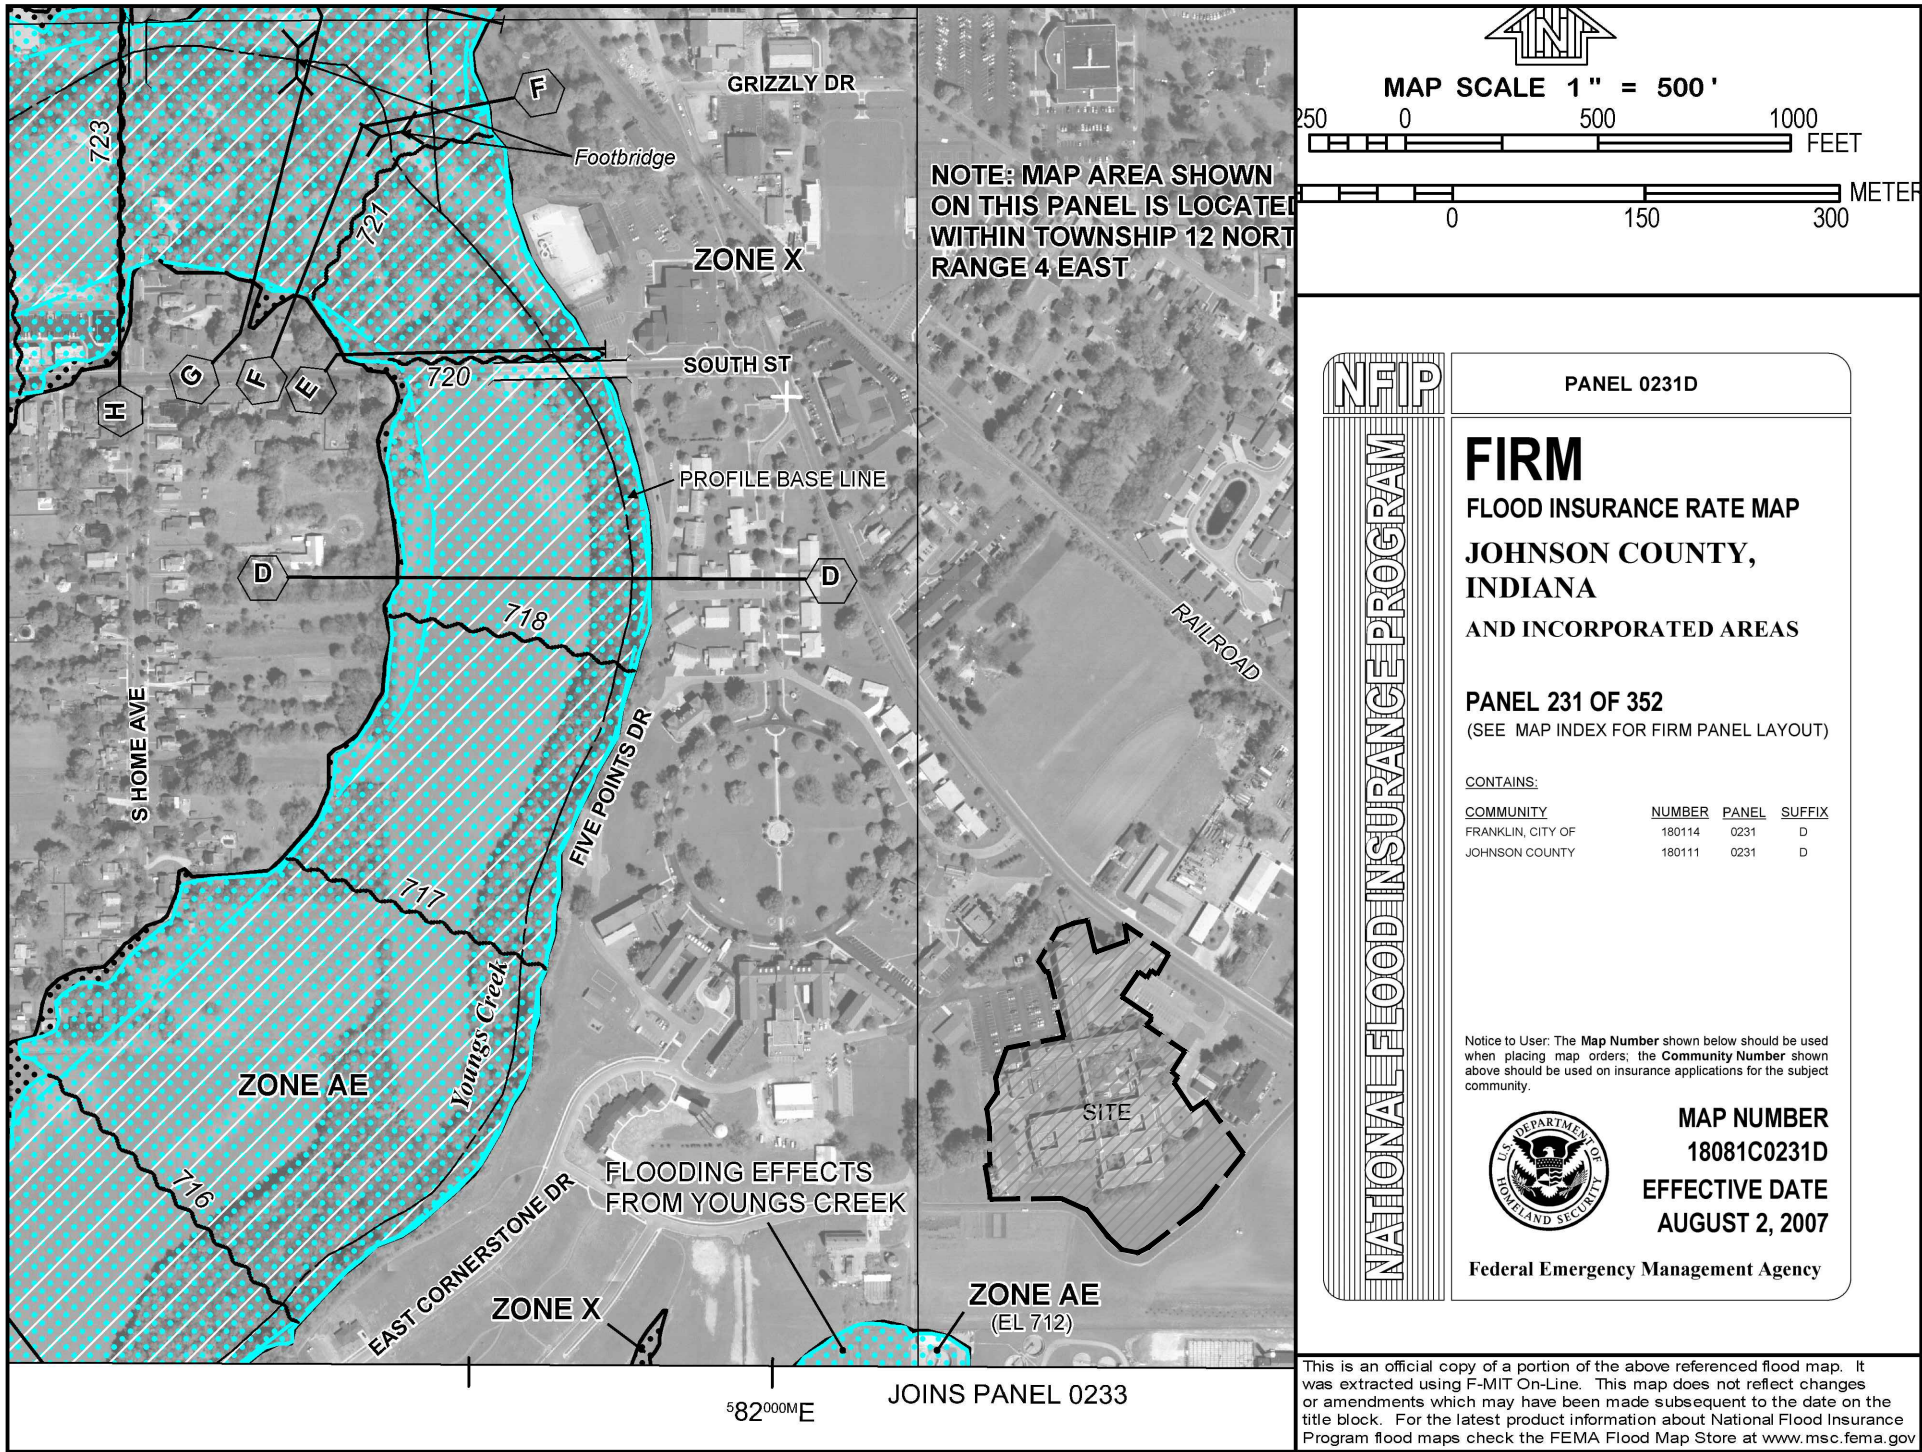 GRIZZLY DR
F
723
Footbridge
721
ZONE X
NOTE: MAP AREA SHOWN
ON THIS PANEL IS LOCATED
WITHIN TOWNSHIP 12 NORT
RANGE 4 EAST
SOUTH ST
720
G
F
E
H
PROFILE BASE LINE
D
D
718
RAILROAD
S HOME AVE
FIVE POINTS DR
717
Youngs Creek
ZONE AE
SITE
716
FLOODING EFFECTS
FROM YOUNGS CREEK
EAST CORNERSTONE DR
ZONE X
ZONE AE
(EL 712)
JOINS PANEL 0233
582000M E
N
MAP SCALE 1" = 500'
250 0 500 1000
FEET
METER
0 150 300
NFIP
PANEL 0231D
NATIONAL FLOOD INSURANCE PROGRAM
FIRM
FLOOD INSURANCE RATE MAP
JOHNSON COUNTY,
INDIANA
AND INCORPORATED AREAS
PANEL 231 OF 352
(SEE MAP INDEX FOR FIRM PANEL LAYOUT)
CONTAINS:
COMMUNITY NUMBER PANEL SUFFIX
FRANKLIN, CITY OF 180114 0231 D
JOHNSON COUNTY 180111 0231 D
Notice to User: The Map Number shown below should be used
when placing map orders; the Community Number shown
above should be used on insurance applications for the subject
community.
U.S. DEPARTMENT OF
HOMELAND SECURITY
MAP NUMBER
18081C0231D
EFFECTIVE DATE
AUGUST 2, 2007
Federal Emergency Management Agency
This is an official copy of a portion of the above referenced flood map. It
was extracted using F-MIT On-Line. This map does not reflect changes
or amendments which may have been made subsequent to the date on the
title block. For the latest product information about National Flood Insurance
Program flood maps check the FEMA Flood Map Store at www.msc.fema.gov